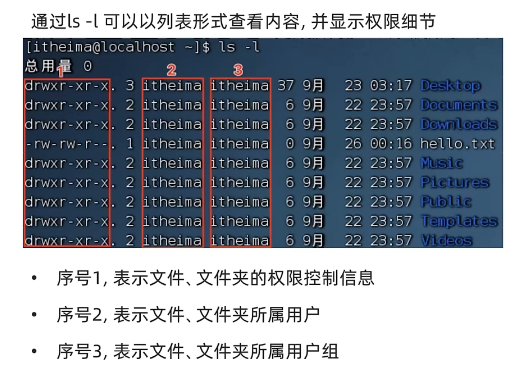 通过ls -l 可以以列表形式查看内容, 并显示权限细节
[itheima@localhost ~]$ ls -l
总用量 0
1 2 3
drwxr-xr-x. 3 itheima itheima 37 9月 23 03:17 Desktop
drwxr-xr-x. 2 itheima itheima 6 9月 22 23:57 Documents
drwxr-xr-x. 2 itheima itheima 6 9月 22 23:57 Downloads
-rw-rw-r--. 1 itheima itheima 0 9月 26 00:16 hello.txt
drwxr-xr-x. 2 itheima itheima 6 9月 22 23:57 Music
drwxr-xr-x. 2 itheima itheima 6 9月 22 23:57 Pictures
drwxr-xr-x. 2 itheima itheima 6 9月 22 23:57 Public
drwxr-xr-x. 2 itheima itheima 6 9月 22 23:57 Templates
drwxr-xr-x. 2 itheima itheima 6 9月 22 23:57 Videos
• 序号1, 表示文件、文件夹的权限控制信息
• 序号2, 表示文件、文件夹所属用户
• 序号3, 表示文件、文件夹所属用户组